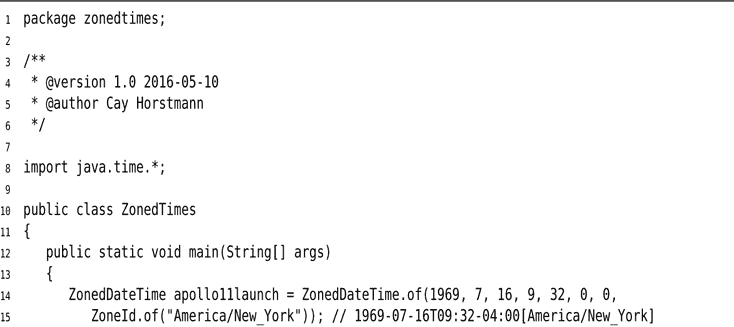 1 package zonedtimes;
2
3 /**
4  * @version 1.0 2016-05-10
5  * @author Cay Horstmann
6  */
7
8 import java.time.*;
9
10 public class ZonedTimes
11 {
12    public static void main(String[] args)
13    {
14       ZonedDateTime apollo11launch = ZonedDateTime.of(1969, 7, 16, 9, 32, 0, 0,
15          ZoneId.of("America/New_York")); // 1969-07-16T09:32-04:00[America/New_York]